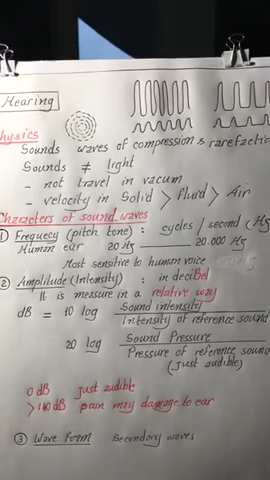 Hearing
Physics
Sounds waves of compression & rarefaction
Sounds ≠ light
- not travel in vacum
- velocity in Solid > fluid > Air
Characters of sound waves
① Frequecy (pitch tone) : cycles / second (Hz
Human ear 20 Hz ——— 20.000 Hz
Most sensitive to human voice
② Amplitude (Intensity) : in deciBel
It is measure in a relative way
dB = 10 log Sound intensity / Intensity of reference sound
20 log Sound Pressure / Pressure of reference sound
(Just audible)
0 dB Just audible
> 140 dB pain may damage to ear
③ Wave form Secondary waves